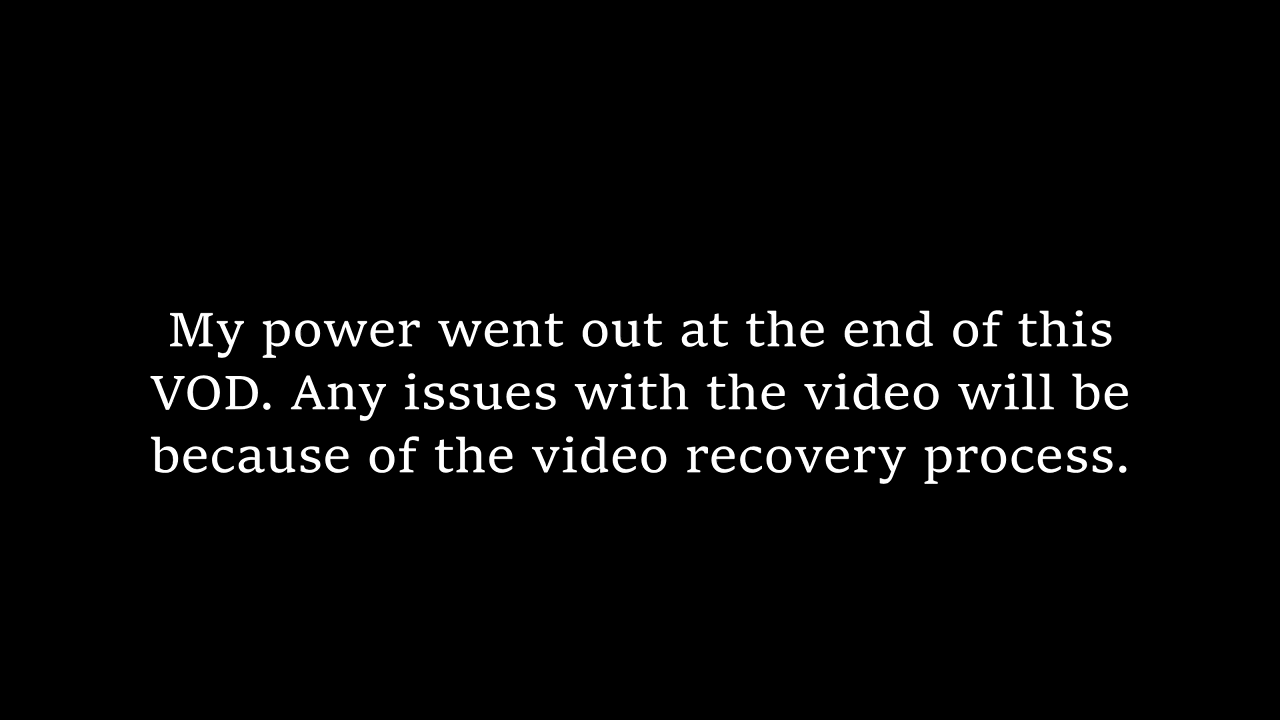 My power went out at the end of this
VOD. Any issues with the video will be
because of the video recovery process.